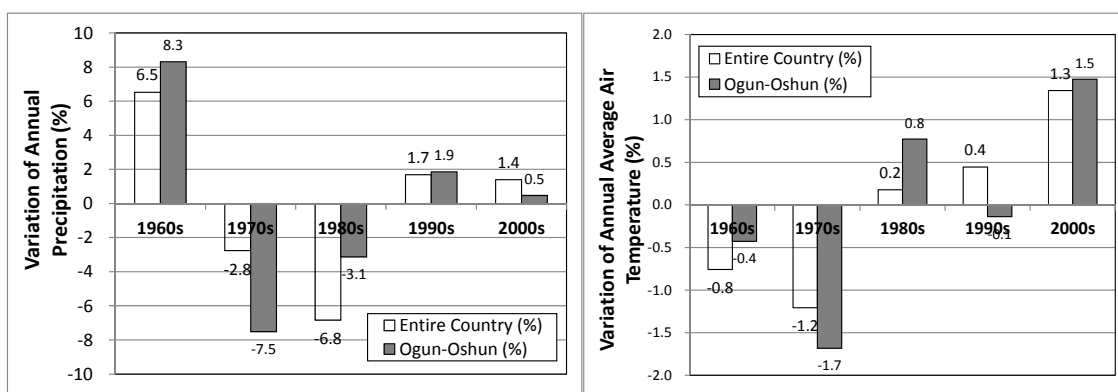 Variation of Annual
Precipitation (%)
10
8
6
4
2
0
-2
-4
-6
-8
-10
6.5
8.3
-2.8
-7.5
-6.8
-3.1
1.7
1.9
1.4
0.5
1960s
1970s
1980s
1990s
2000s
Entire Country (%)
Ogun-Oshun (%)
Variation of Annual Average Air
Temperature (%)
2.0
1.5
1.0
0.5
0.0
-0.5
-1.0
-1.5
-2.0
Entire Country (%)
Ogun-Oshun (%)
-0.8
-0.4
-1.2
-1.7
0.2
0.8
0.4
-0.1
1.3
1.5
1960s
1970s
1980s
1990s
2000s